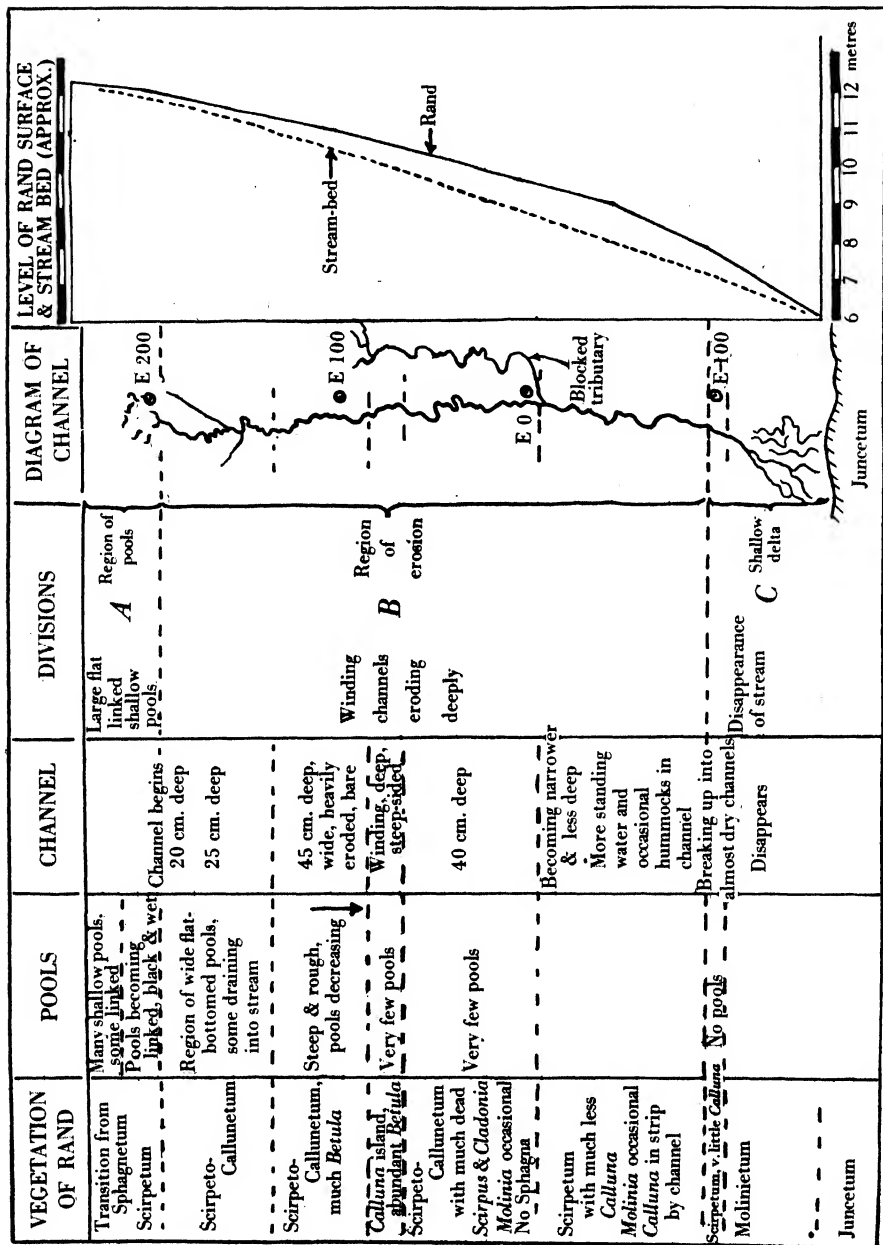 VEGETATION
OF RAND
Transition from
Sphagnetum
Scirpetum
Scirpeto-
Callunetum
Scirpeto-
Callunetum,
much Betula
Calluna island,
abundant Betula
Scirpeto-
Callunetum
with much dead
Scirpus & Cladonia
Molinia occasional
No Sphagna
Scirpetum
with much less
Calluna
Molinia occasional
Calluna in strip
by channel
Scirpetum, v. little Calluna
Molinietum
Juncetum
POOLS
Many shallow pools,
some linked
Pools becoming
linked, black & wet
Region of wide flat-
bottomed pools,
some draining
into stream
Steep & rough,
pools decreasing
Very few pools
Very few pools
No pools
CHANNEL
Channel begins
20 cm. deep
25 cm. deep
45 cm. deep,
wide, heavily
eroded, bare
Winding, deep,
steep-sided
40 cm. deep
Becoming narrower
& less deep
More standing
water and
occasional
hummocks in
channel
Breaking up into
almost dry channels
Disappears
DIVISIONS
Large flat
linked
shallow
pools.
A
Region of
pools
Winding
channels
eroding
deeply
B
Region
of
erosion
Disappearance
of stream
C
Shallow
delta
DIAGRAM OF
CHANNEL
E 200
E 100
E 0
Blocked
tributary
E-100
Juncetum
LEVEL OF RAND SURFACE
& STREAM BED (APPROX.)
Stream-bed
Rand
6 7 8 9 10 11 12
metres